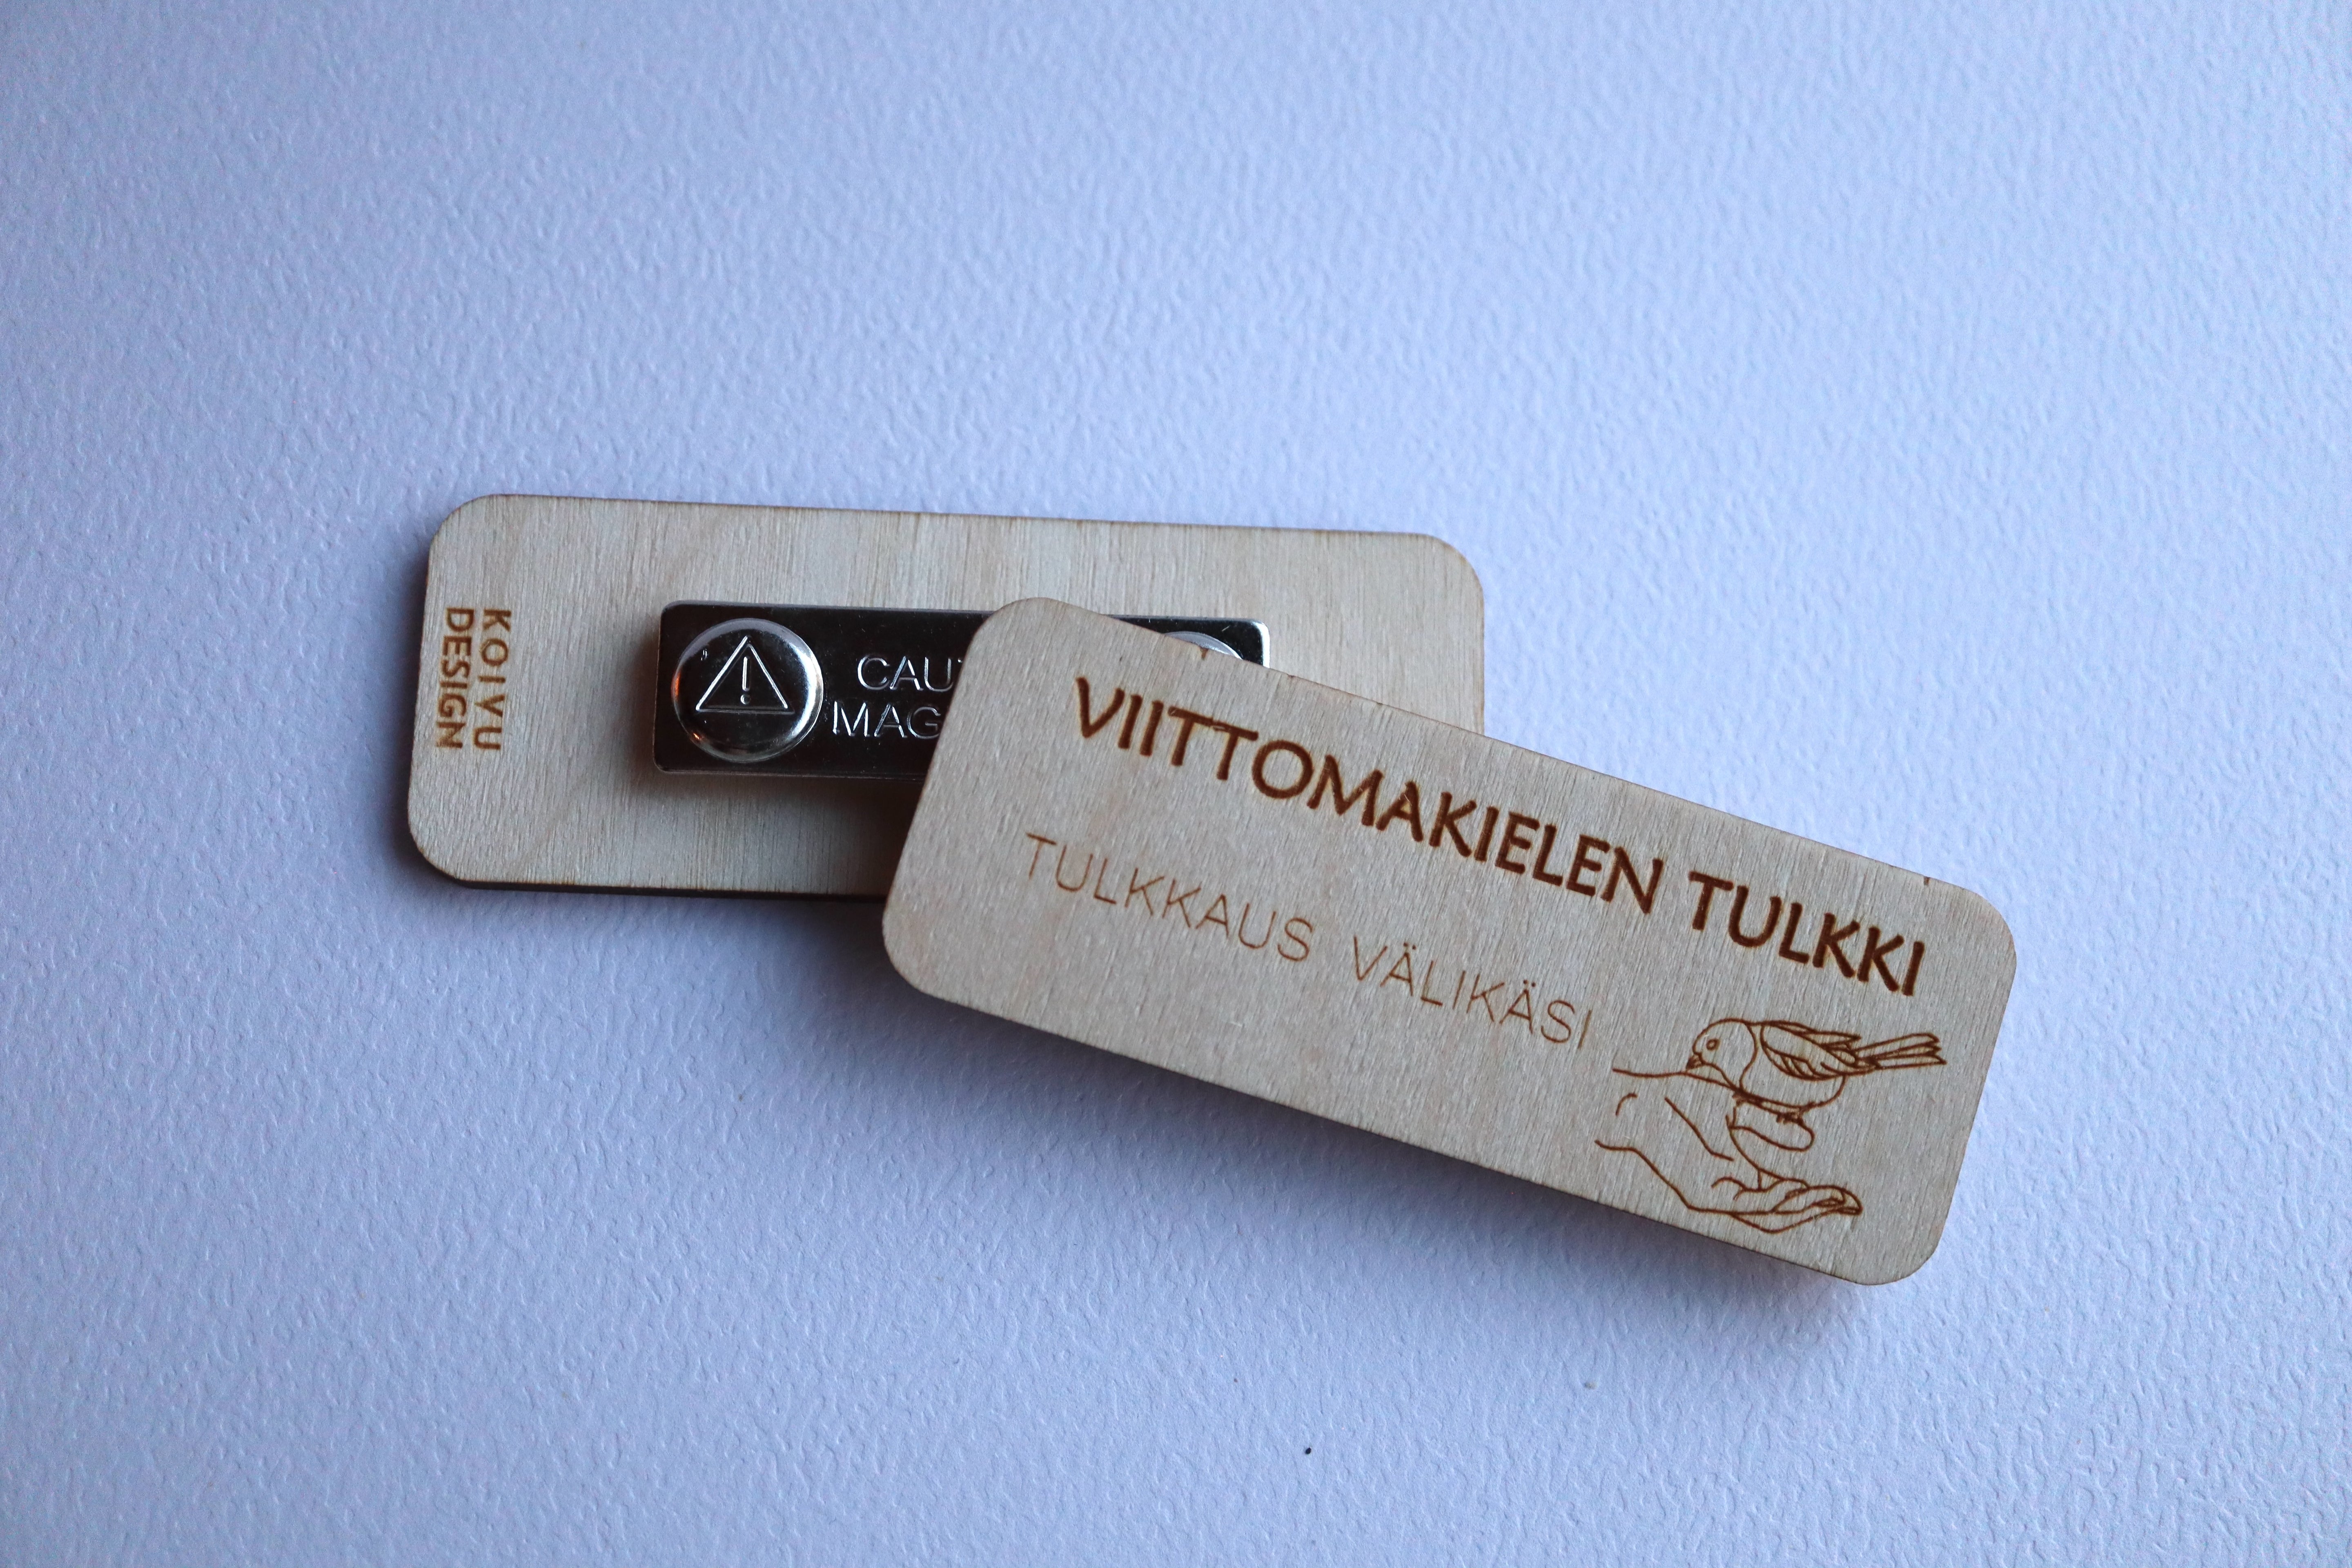 KOIVU
DESIGN
VIITTOMAKIELEN TULKKI
TULKKAUS VÄLIKÄSI